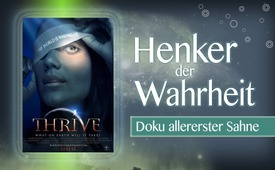 Henker
der
Wahrheit
Doku allererster Sahne
THRIVE
WHAT ON EARTH WILL IT TAKE?